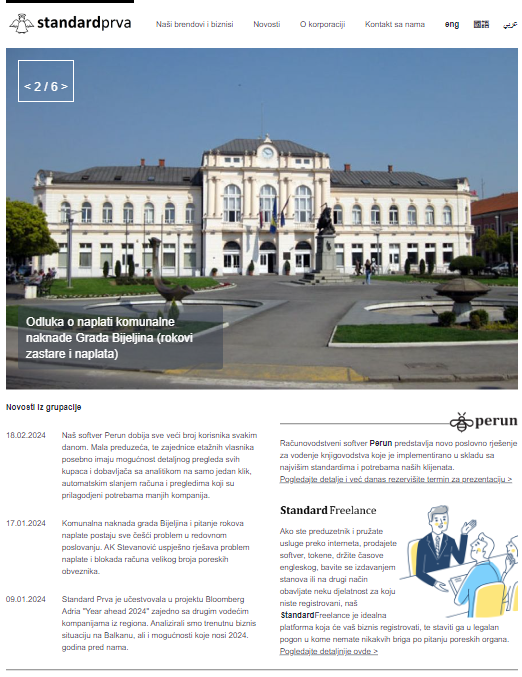 standardprva
Naši brendovi i biznisi
Novosti
O korporaciji
Kontakt sa nama
eng
عربي
< 2 / 6 >
Odluka o naplati komunalne
naknade Grada Bijeljina (rokovi
zastare i naplata)
Novosti iz grupacije
18.02.2024
Naš softver Perun dobija sve veći broj korisnika svakim
danom. Mala preduzeća, te zajednice etažnih vlasnika
posebno imaju mogućnost detaljnog pregleda svih
kupaca i dobavljača sa analitikom na samo jedan klik,
automatskim slanjem računa i pregledima koji su
prilagodjeni potrebama manjih kompanija.
17.01.2024
Komunalna naknada grada Bijeljina i pitanje rokova
naplate postaju sve češći problem u redovnom
poslovanju. AK Stevanović uspješno rješava problem
naplate i blokada računa velikog broja poreskih
obveznika.
09.01.2024
Standard Prva je učestvovala u projektu Bloomberg
Adria "Year ahead 2024" zajedno sa drugim vodećim
kompanijama iz regiona. Analizirali smo trenutnu biznis
situaciju na Balkanu, ali i mogućnosti koje nosi 2024.
godina pred nama.
perun
Računovodstveni softver Perun predstavlja novo poslovno rješenje
za vođenje knjigovodstva koje je implementirano u skladu sa
najvišim standardima i potrebama naših klijenata.
Pogledajte detalje i već danas rezervišite termin za prezentaciju >
Standard Freelance
Ako ste preduzetnik i pružate
usluge preko interneta, prodajete
softver, tokene, držite časove
engleskog, bavite se izdavanjem
stanova ili na drugi način
obavljate neku djelatnost za koju
niste registrovani, naš
StandardFreelance je idealna
platforma koja će vaš biznis registrovati, te staviti ga u legalan
pogon u kome nemate nikakvih briga po pitanju poreskih organa.
Pogledajte detaljnije ovde >